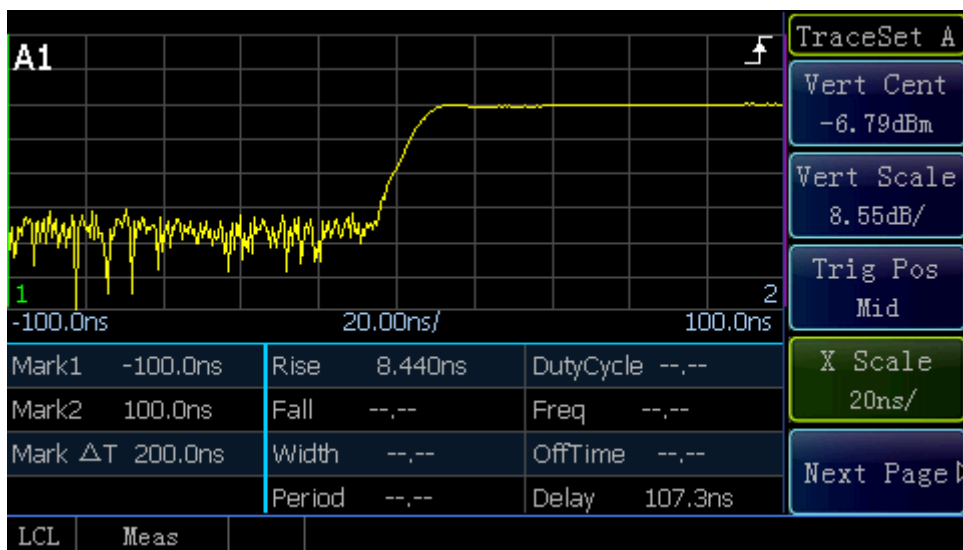 TraceSet A
A1
Vert Cent
-6.79dBm
Vert Scale
8.55dB/
Trig Pos
Mid
1
2
-100.0ns 20.00ns/ 100.0ns
X Scale
20ns/
Mark1 -100.0ns Rise 8.440ns DutyCycle --.--
Mark2 100.0ns Fall --.-- Freq --.--
Mark △T 200.0ns Width --.-- OffTime --.--
Period --.-- Delay 107.3ns
Next Page
LCL Meas